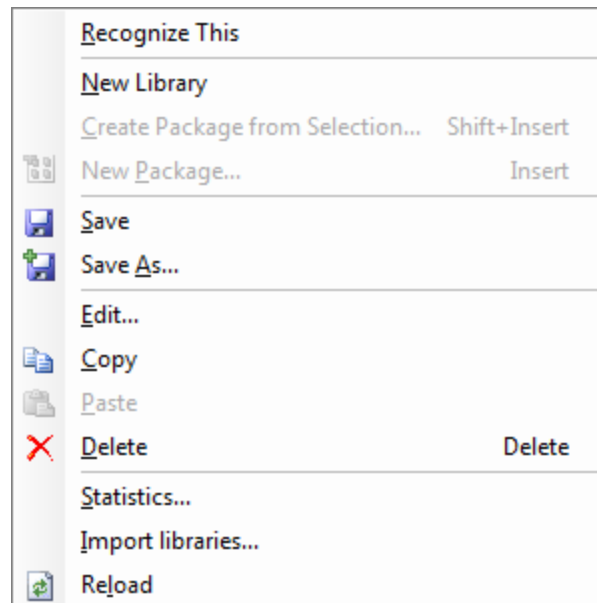 Recognize This
New Library
Create Package from Selection... Shift+Insert
New Package... Insert
Save
Save As...
Edit...
Copy
Paste
Delete Delete
Statistics...
Import libraries...
Reload